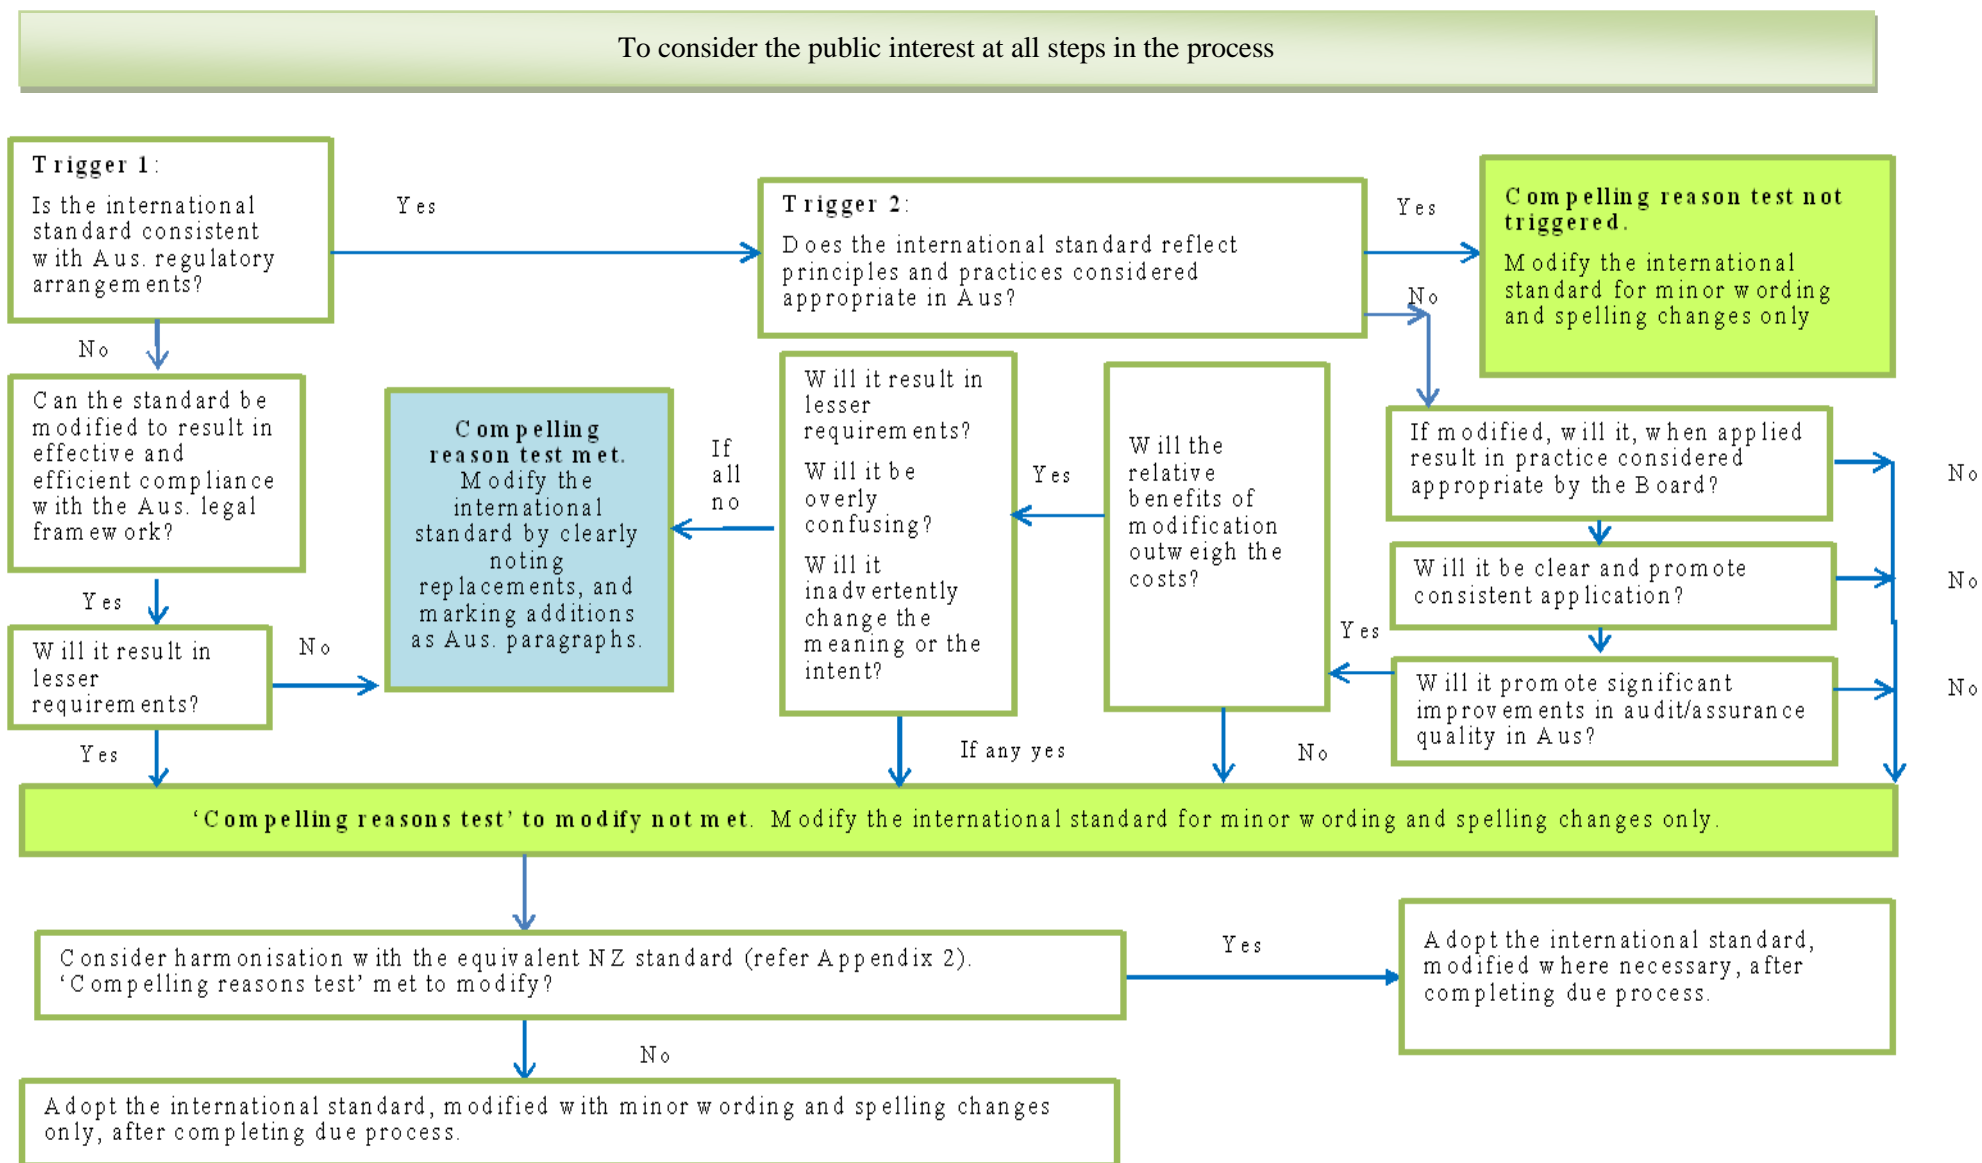 To consider the public interest at all steps in the process
Trigger 1:
Is the international
standard consistent
with Aus. regulatory
arrangements?
Yes
Trigger 2:
Does the international standard reflect
principles and practices considered
appropriate in Aus?
Yes
No
Compelling reason test not
triggered.
Modify the international
standard for minor wording
and spelling changes only
No
Can the standard be
modified to result in
effective and
efficient compliance
with the Aus. legal
framework?
Yes
Will it result in
lesser
requirements?
No
Yes
Compelling
reason test met.
Modify the
international
standard by clearly
noting
replacements, and
marking additions
as Aus. paragraphs.
If
all
no
Will it result in
lesser
requirements?
Will it be
overly
confusing?
Will it
inadvertently
change the
meaning or the
intent?
If any yes
Yes
Will the
relative
benefits of
modification
outweigh the
costs?
No
Yes
If modified, will it, when applied
result in practice considered
appropriate by the Board?
No
Will it be clear and promote
consistent application?
No
Will it promote significant
improvements in audit/assurance
quality in Aus?
No
‘Compelling reasons test’ to modify not met. Modify the international standard for minor wording and spelling changes only.
Consider harmonisation with the equivalent NZ standard (refer Appendix 2).
‘Compelling reasons test’ met to modify?
Yes
Adopt the international standard,
modified where necessary, after
completing due process.
No
Adopt the international standard, modified with minor wording and spelling changes
only, after completing due process.